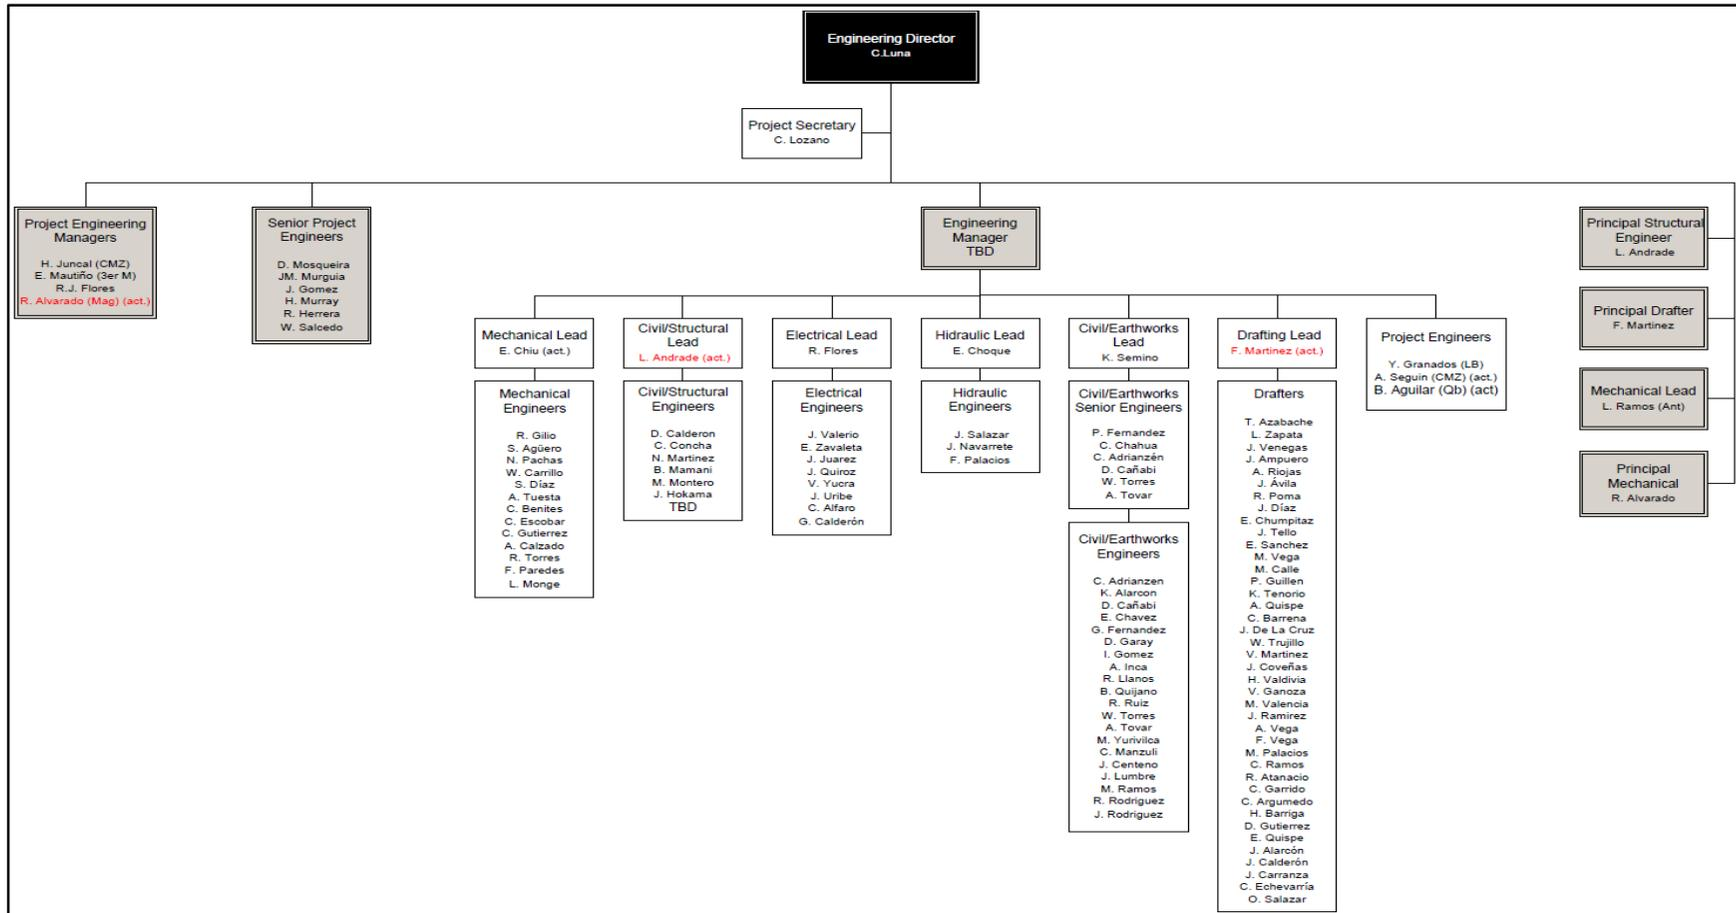 Engineering Director
C.Luna
Project Secretary
C. Lozano
Project Engineering
Managers
H. Juncal (CMZ)
E. Mautiño (3er M)
R.J. Flores
R. Alvarado (Mag) (act.)
Senior Project
Engineers
D. Mosqueira
JM. Murguia
J. Gomez
H. Murray
R. Herrera
W. Salcedo
Engineering
Manager
TBD
Mechanical Lead
E. Chiu (act.)
Mechanical
Engineers
R. Gilio
S. Agüero
N. Pachas
W. Carrillo
S. Díaz
A. Tuesta
C. Benites
C. Escobar
C. Gutierrez
A. Calzado
R. Torres
F. Paredes
L. Monge
Civil/Structural
Lead
L. Andrade (act.)
Civil/Structural
Engineers
D. Calderon
C. Concha
N. Martinez
B. Mamani
M. Montero
J. Hokama
TBD
Electrical Lead
R. Flores
Electrical
Engineers
J. Valerio
E. Zavaleta
J. Juarez
J. Quiroz
V. Yucra
J. Uribe
C. Alfaro
G. Calderón
Hidraulic Lead
E. Choque
Hidraulic
Engineers
J. Salazar
J. Navarrete
F. Palacios
Civil/Earthworks
Lead
K. Semino
Civil/Earthworks
Senior Engineers
P. Fernandez
C. Chahua
C. Adrianzén
D. Cañabi
W. Torres
A. Tovar
Civil/Earthworks
Engineers
C. Adrianzen
K. Alarcon
D. Cañabi
E. Chavez
G. Fernandez
D. Garay
I. Gomez
A. Inca
R. Llanos
B. Quijano
R. Ruiz
W. Torres
A. Tovar
M. Yurivilca
C. Manzuli
J. Centeno
J. Lumbre
M. Ramos
R. Rodriguez
J. Rodriguez
Drafting Lead
F. Martinez (act.)
Drafters
T. Azabache
L. Zapata
J. Venegas
J. Ampuero
A. Riojas
J. Ávila
R. Poma
J. Díaz
E. Chumpitaz
J. Tello
E. Sanchez
M. Vega
M. Calle
P. Guillen
K. Tenorio
A. Quispe
C. Barrena
J. De La Cruz
W. Trujillo
V. Martinez
J. Coveñas
H. Valdivia
V. Ganoza
M. Valencia
J. Ramirez
A. Vega
F. Vega
M. Palacios
C. Ramos
R. Atanacio
C. Garrido
C. Argumedo
H. Barriga
D. Gutierrez
E. Quispe
J. Alarcón
J. Calderón
J. Carranza
C. Echevarría
O. Salazar
Project Engineers
Y. Granados (LB)
A. Seguin (CMZ) (act.)
B. Aguilar (Qb) (act)
Principal Structural
Engineer
L. Andrade
Principal Drafter
F. Martinez
Mechanical Lead
L. Ramos (Ant)
Principal
Mechanical
R. Alvarado